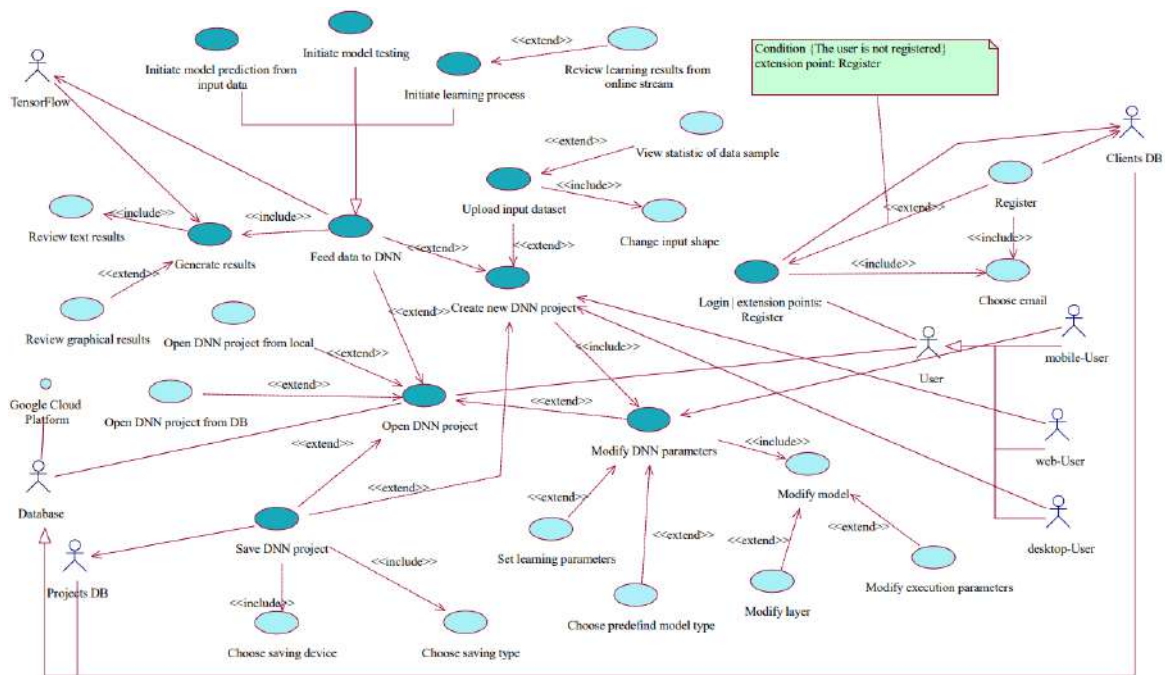 Initiate model testing
<<extend>>
Initiate model prediction from
input data
Review learning results from
online stream
Initiate learning process
TensorFlow
Condition {The user is not registered}
extension point: Register
<<extend>>
View statistic of data sample
Clients DB
<<include>>
Upload input dataset
<<include>>
<<include>>
Register
<<extend>>
Review text results
Change input shape
<<extend>>
Generate results
Feed data to DNN
<<extend>>
<<include>>
<<extend>>
<<include>>
Choose email
Login | extension points:
Register
<<extend>>
Create new DNN project
Review graphical results
Open DNN project from local
<<include>>
mobile-User
<<extend>>
User
Google Cloud
Platform
<<extend>>
<<extend>>
Open DNN project from DB
Open DNN project
Modify DNN parameters
<<include>>
<<extend>>
web-User
Database
<<extend>>
<<extend>>
Modify model
<<extend>>
Save DNN project
Set learning parameters
<<extend>>
<<extend>>
desktop-User
<<include>>
Projects DB
Modify execution parameters
<<include>>
Modify layer
Choose predefind model type
Choose saving device
Choose saving type